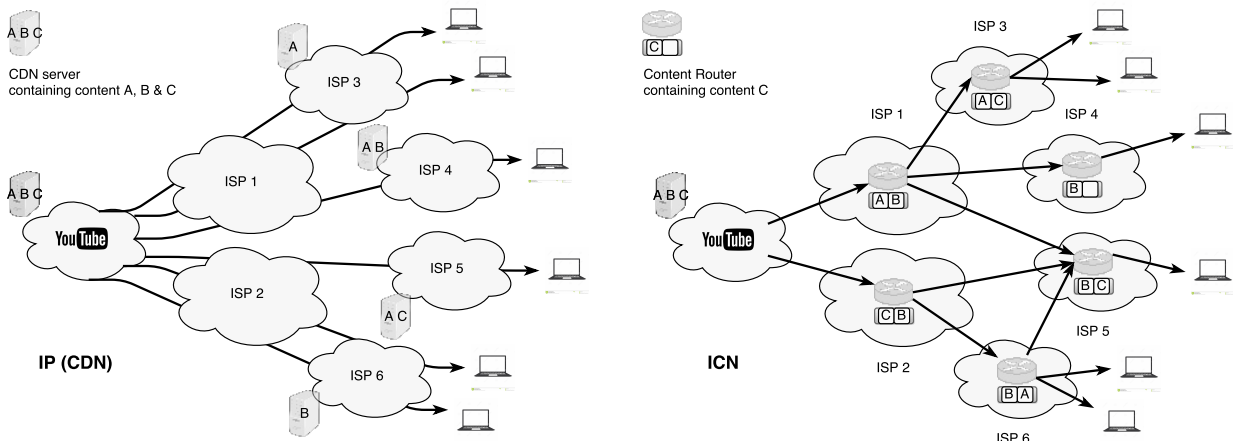 A B C
CDN server
containing content A, B & C
A
ISP 3
A B
ISP 4
ISP 1
A B C
YouTube
ISP 2
ISP 5
A C
IP (CDN)
ISP 6
B
C
Content Router
containing content C
ISP 3
A C
ISP 1
ISP 4
B
A B
A B C
YouTube
C B
B C
ISP 5
ICN
ISP 2
B A
ISP 6